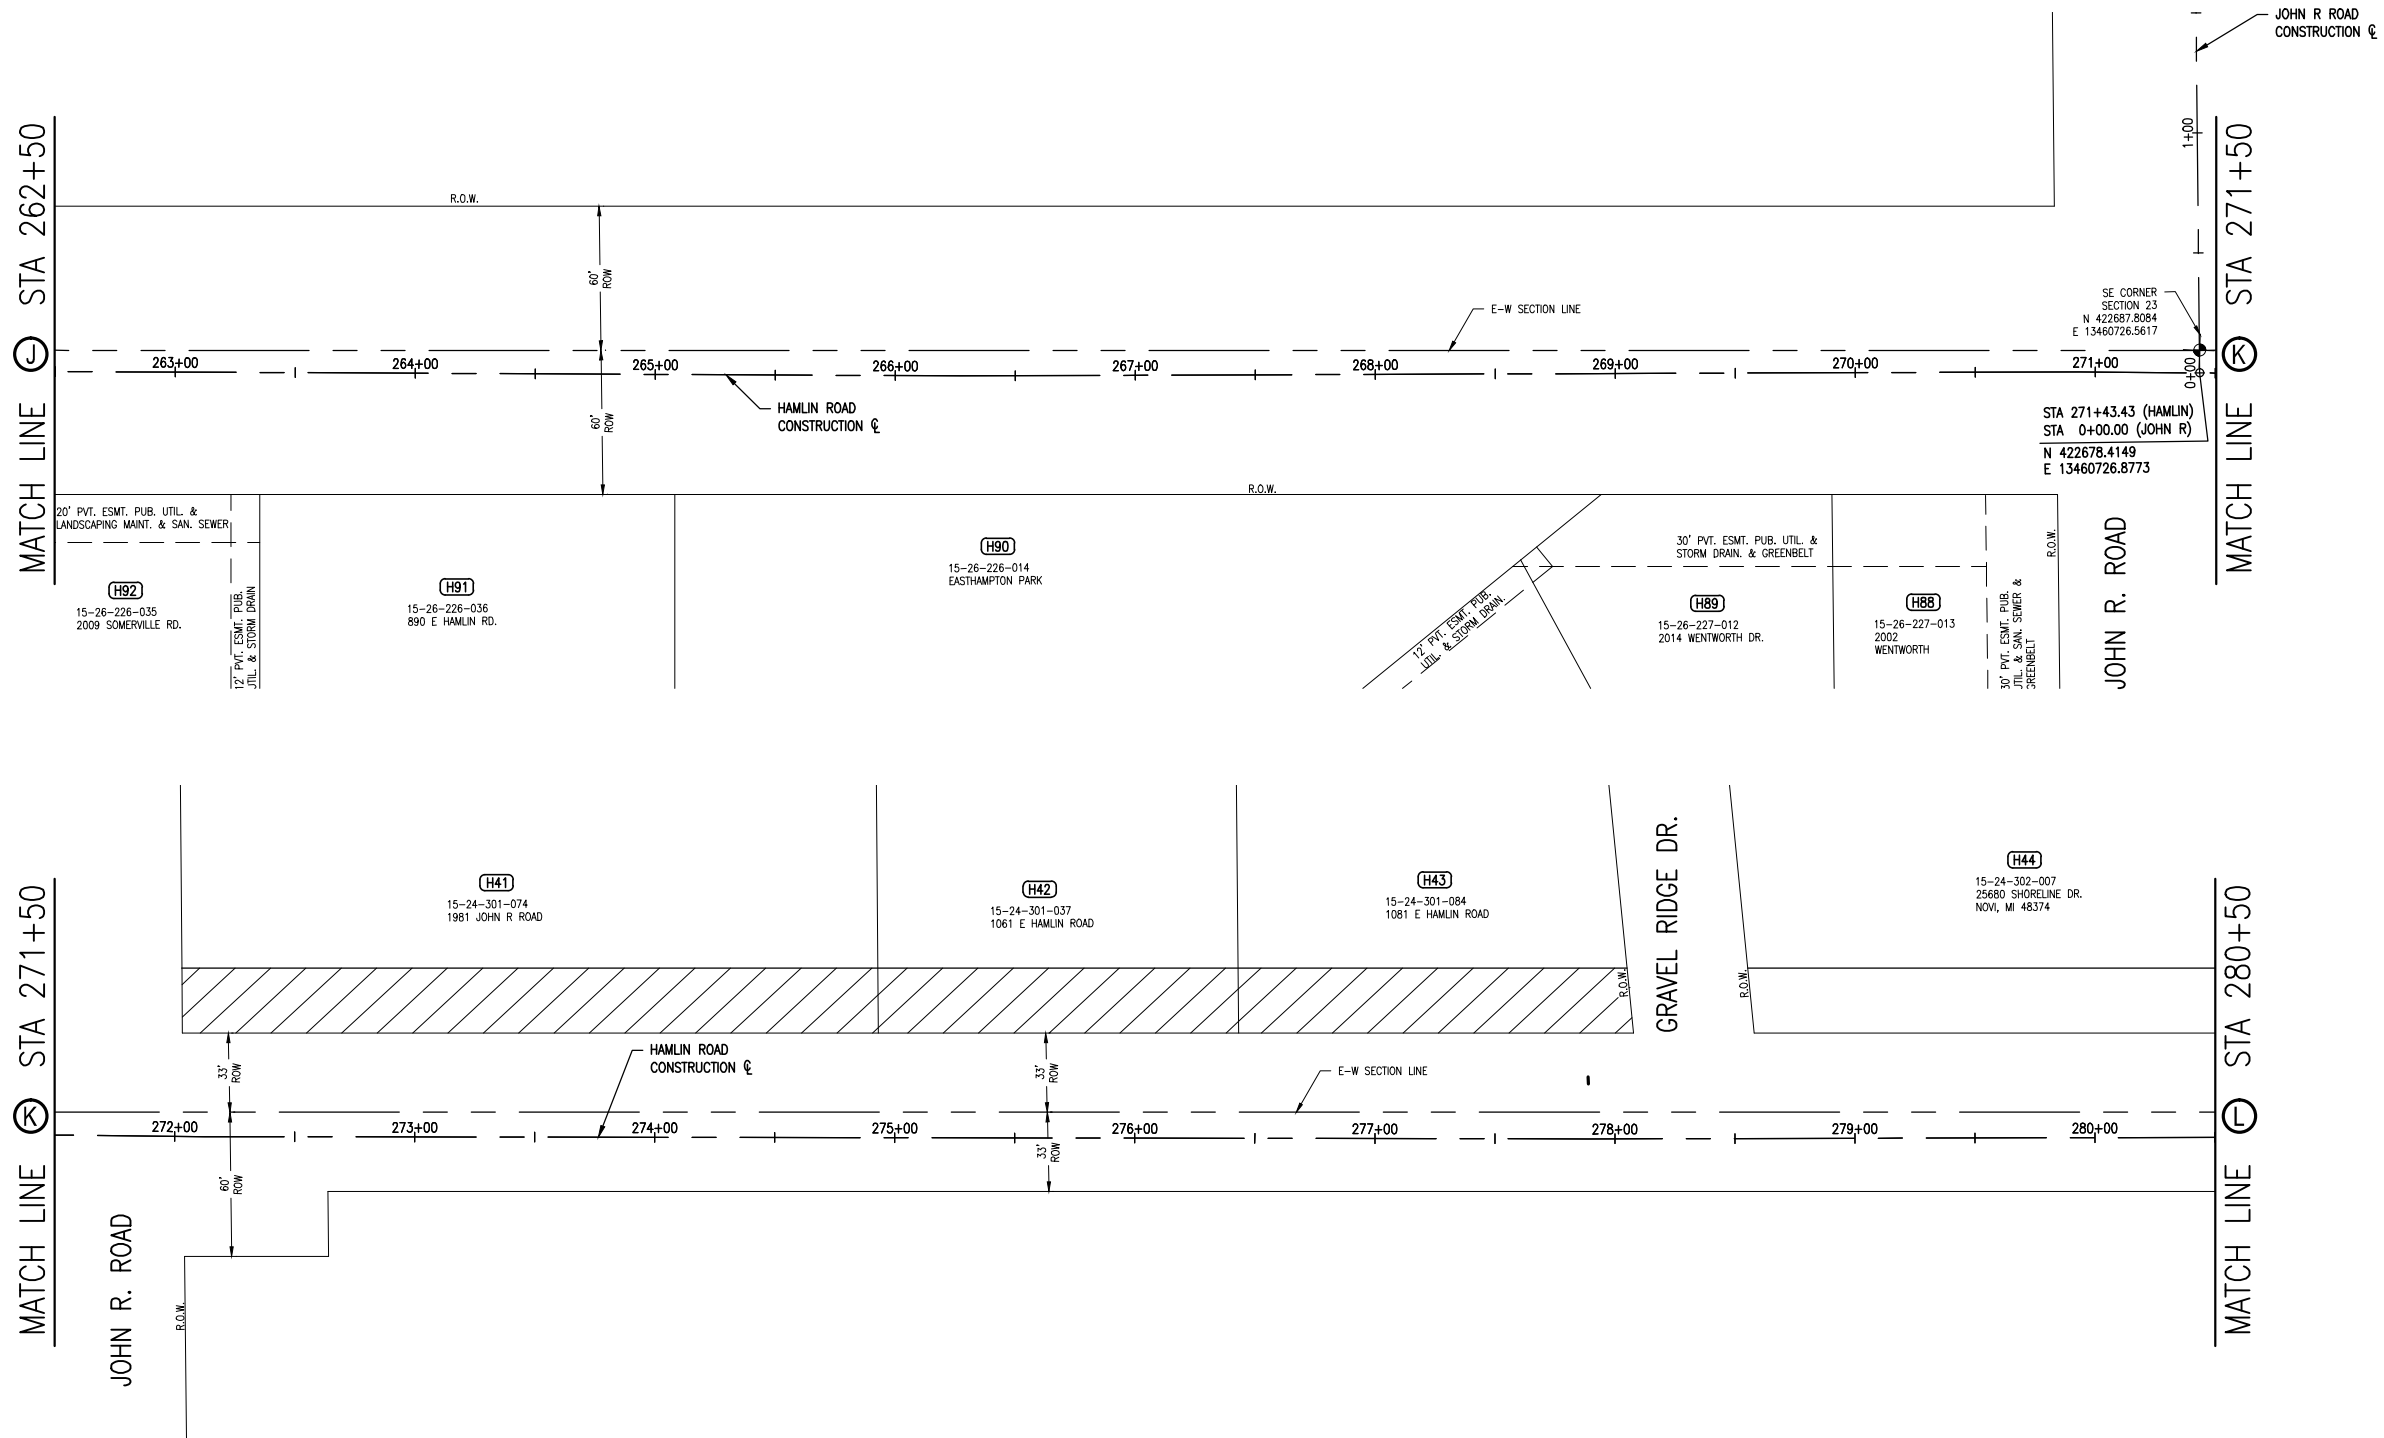 JOHN R ROAD
CONSTRUCTION ℄
MATCH LINE J STA 262+50
R.O.W.
60'
ROW
1+00
MATCH LINE K STA 271+50
SE CORNER
SECTION 23
N 422687.8084
E 13460726.5617
E-W SECTION LINE
263+00 264+00 265+00 266+00 267+00 268+00 269+00 270+00 271+00
0+00
60'
ROW
HAMLIN ROAD
CONSTRUCTION ℄
STA 271+43.43 (HAMLIN)
STA 0+00.00 (JOHN R)
N 422678.4149
E 13460726.8773
R.O.W.
20' PVT. ESMT. PUB. UTIL. &
LANDSCAPING MAINT. & SAN. SEWER
H92
15-26-226-035
2009 SOMERVILLE RD.
12' PVT. ESMT. PUB.
UTIL. & STORM DRAIN
H91
15-26-226-036
890 E HAMLIN RD.
H90
15-26-226-014
EASTHAMPTON PARK
12' PVT. ESMT. PUB.
UTIL. & STORM DRAIN.
30' PVT. ESMT. PUB. UTIL. &
STORM DRAIN. & GREENBELT
H89
15-26-227-012
2014 WENTWORTH DR.
H88
15-26-227-013
2002
WENTWORTH
30' PVT. ESMT. PUB.
UTIL. & SAN. SEWER &
GREENBELT
R.O.W.
JOHN R. ROAD
MATCH LINE K STA 271+50
H41
15-24-301-074
1981 JOHN R ROAD
H42
15-24-301-037
1061 E HAMLIN ROAD
H43
15-24-301-084
1081 E HAMLIN ROAD
R.O.W.
GRAVEL RIDGE DR.
R.O.W.
H44
15-24-302-007
25680 SHORELINE DR.
NOVI, MI 48374
MATCH LINE L STA 280+50
33'
ROW
HAMLIN ROAD
CONSTRUCTION ℄
33'
ROW
E-W SECTION LINE
272+00 273+00 274+00 275+00 276+00 277+00 278+00 279+00 280+00
60'
ROW
33'
ROW
JOHN R. ROAD
R.O.W.